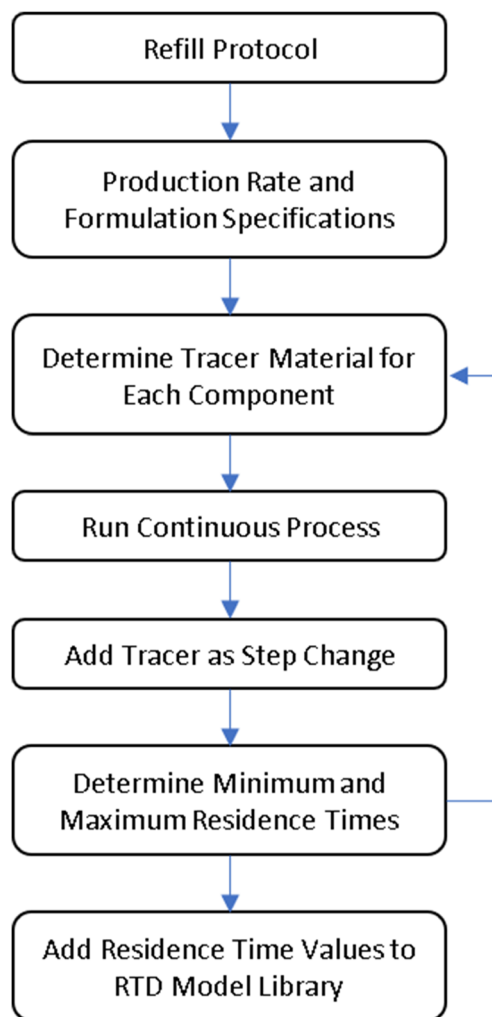 Refill Protocol
Production Rate and
Formulation Specifications
Determine Tracer Material for
Each Component
Run Continuous Process
Add Tracer as Step Change
Determine Minimum and
Maximum Residence Times
Add Residence Time Values to
RTD Model Library